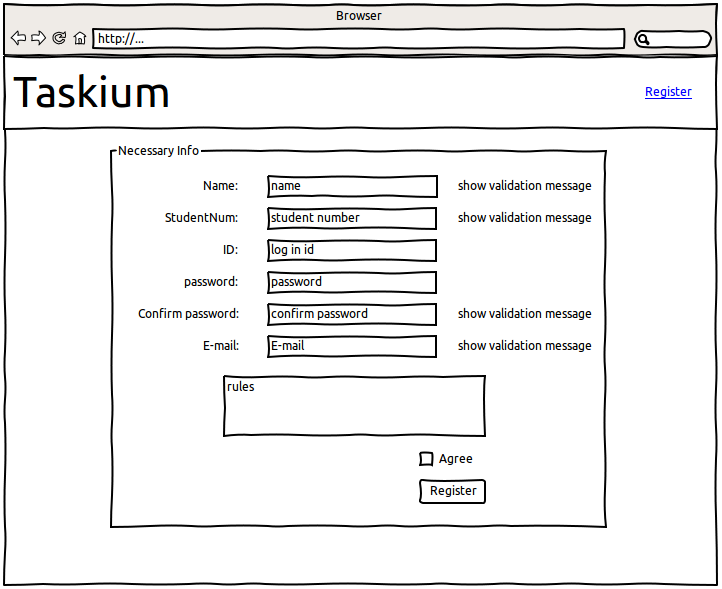 Browser
http://...
Taskium
Register
Necessary Info
Name: name show validation message
StudentNum: student number show validation message
ID: log in id
password: password
Confirm password: confirm password show validation message
E-mail: E-mail show validation message
rules
Agree
Register